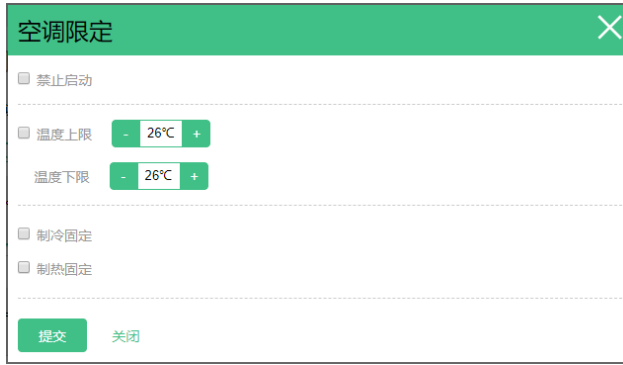 空调限定
禁止启动
温度上限 - 26℃ +
温度下限 - 26℃ +
制冷固定
制热固定
提交 关闭